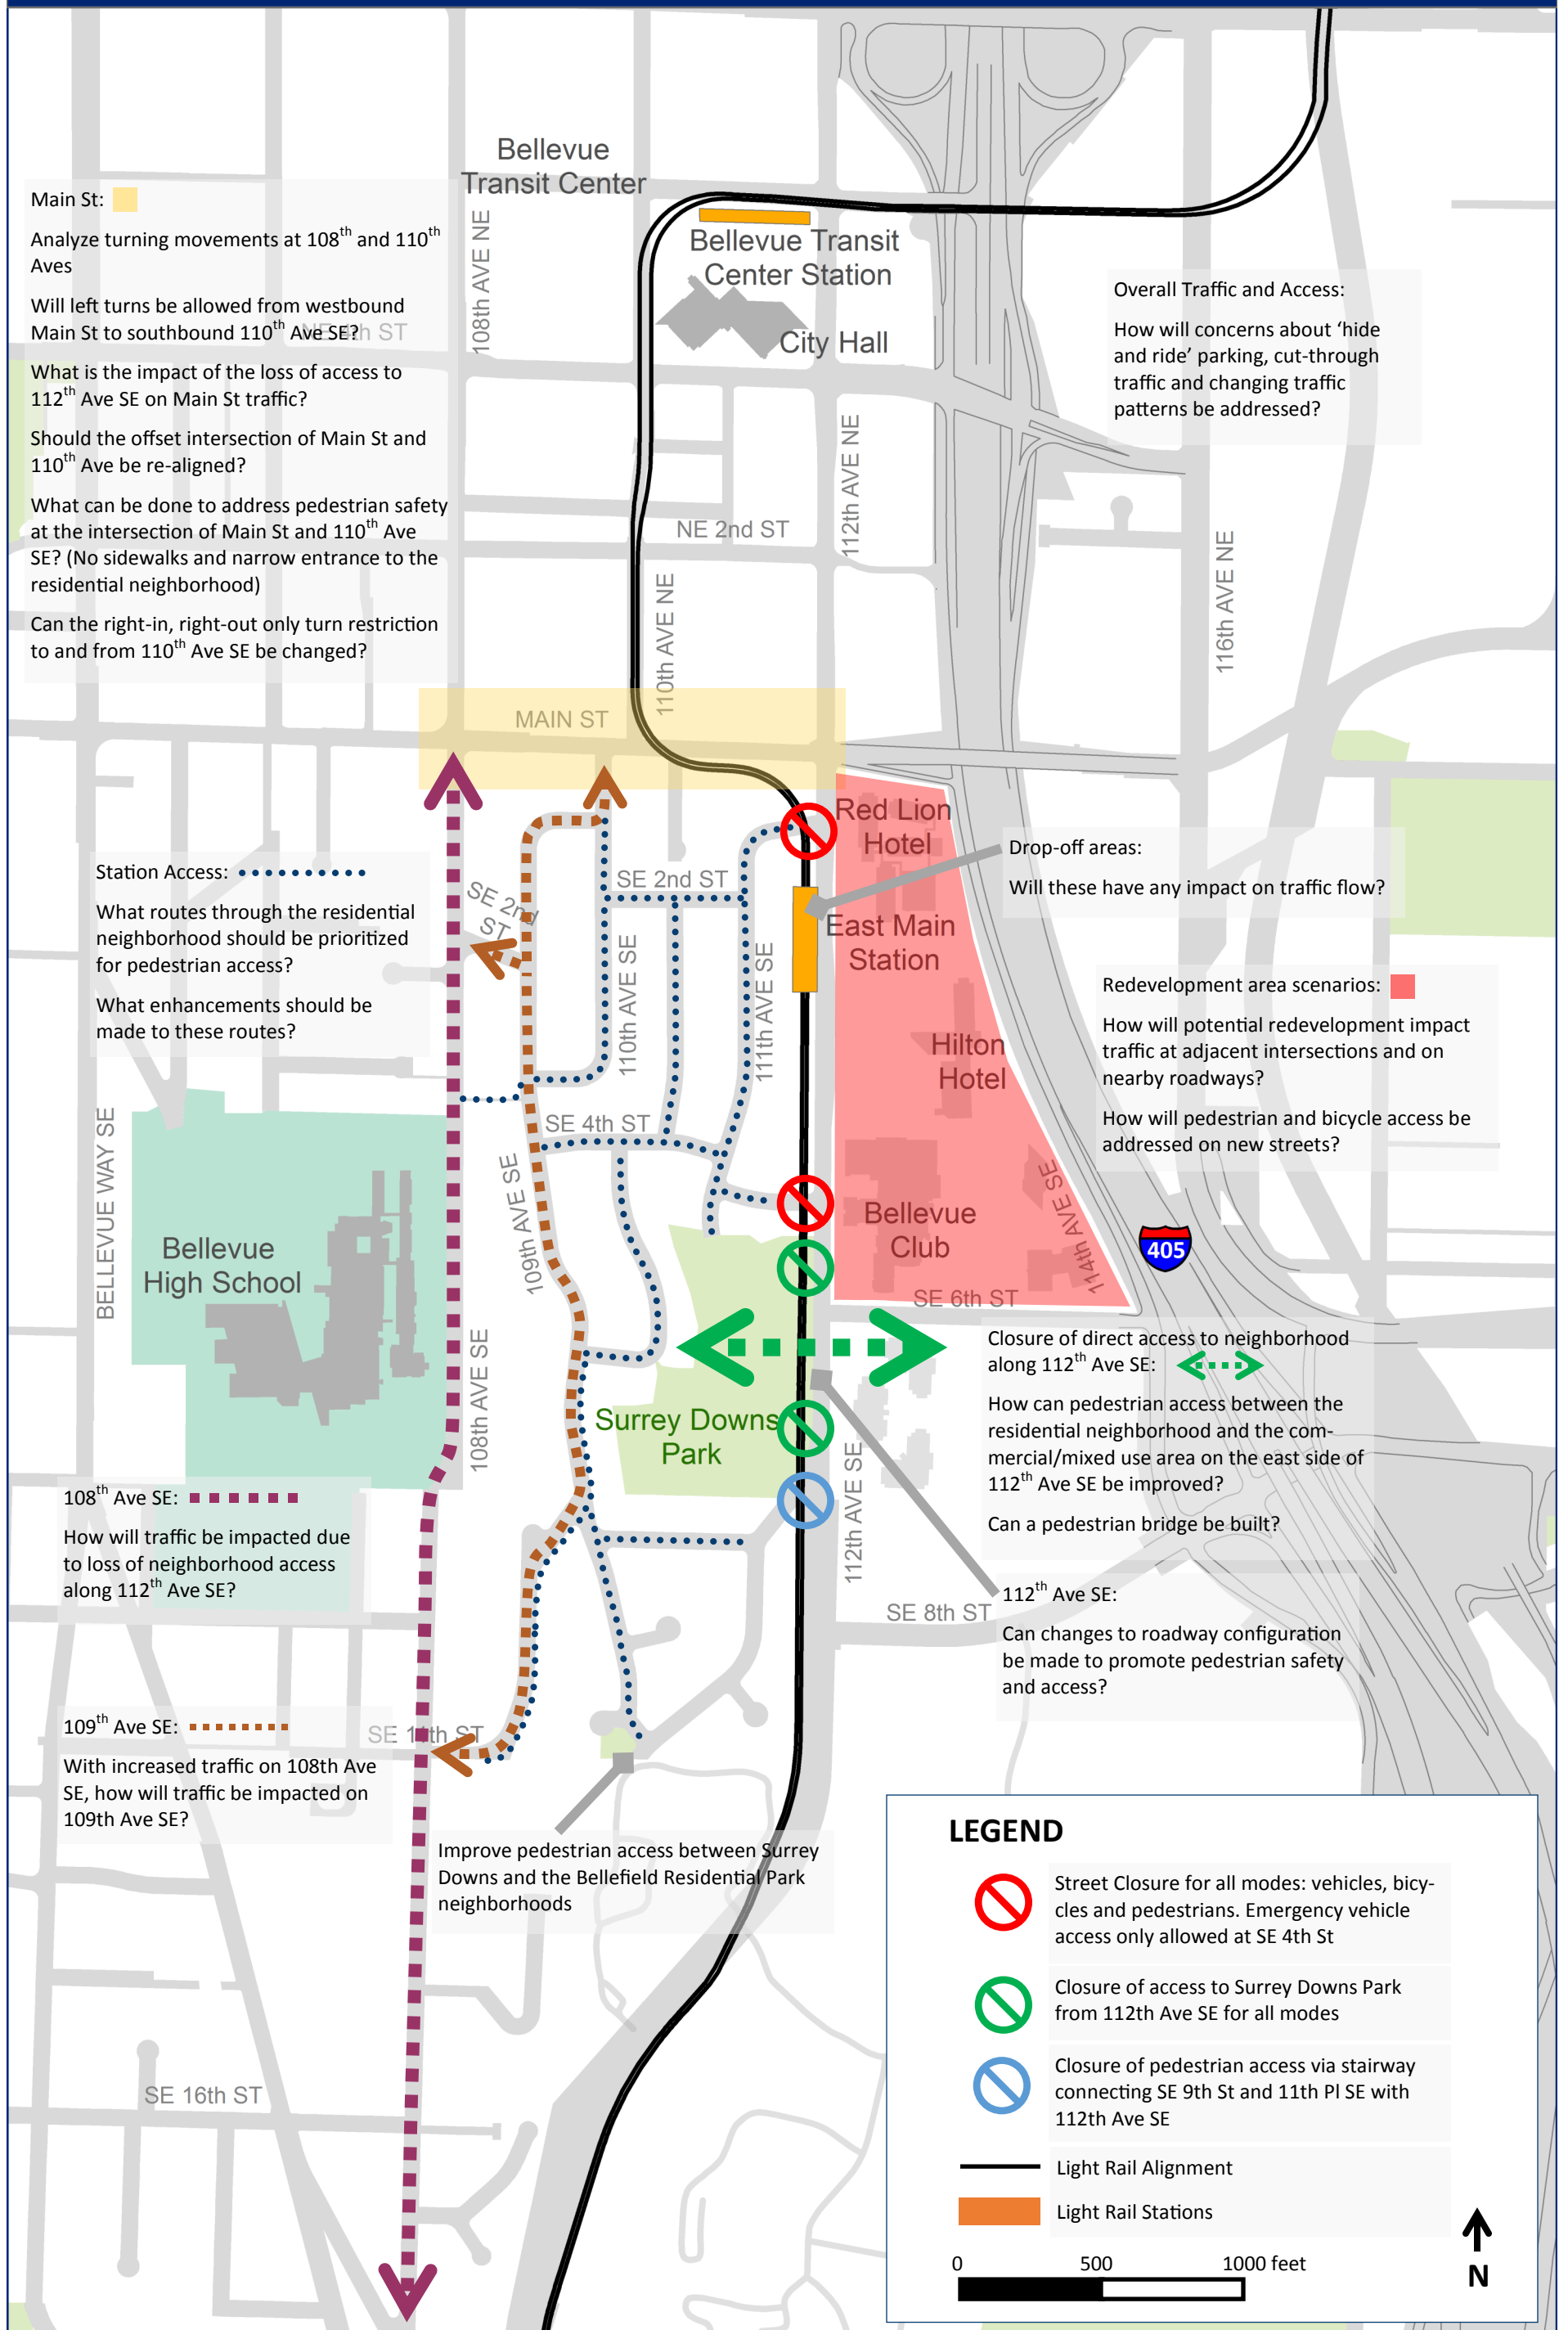 Bellevue
Transit Center
Main St:
Analyze turning movements at 108th and 110th
Aves
Will left turns be allowed from westbound
Main St to southbound 110th Ave SE?
NE 4th ST
What is the impact of the loss of access to
112th Ave SE on Main St traffic?
Should the offset intersection of Main St and
110th Ave be re-aligned?
What can be done to address pedestrian safety
at the intersection of Main St and 110th Ave
SE? (No sidewalks and narrow entrance to the
residential neighborhood)
Can the right-in, right-out only turn restriction
to and from 110th Ave SE be changed?
108th AVE NE
Bellevue Transit
Center Station
City Hall
Overall Traffic and Access:
How will concerns about ‘hide
and ride’ parking, cut-through
traffic and changing traffic
patterns be addressed?
112th AVE NE
NE 2nd ST
116th AVE NE
110th AVE NE
MAIN ST
Red Lion
Hotel
Drop-off areas:
Will these have any impact on traffic flow?
Station Access:
What routes through the residential
neighborhood should be prioritized
for pedestrian access?
What enhancements should be
made to these routes?
SE 2nd
ST
SE 2nd ST
East Main
Station
110th AVE SE
111th AVE SE
Redevelopment area scenarios:
How will potential redevelopment impact
traffic at adjacent intersections and on
nearby roadways?
How will pedestrian and bicycle access be
addressed on new streets?
Hilton
Hotel
BELLEVUE WAY SE
SE 4th ST
109th AVE SE
114th AVE SE
Bellevue
Club
405
Bellevue
High School
SE 6th ST
108th AVE SE
Closure of direct access to neighborhood
along 112th Ave SE:
How can pedestrian access between the
residential neighborhood and the com-
mercial/mixed use area on the east side of
112th Ave SE be improved?
Can a pedestrian bridge be built?
Surrey Downs
Park
112th AVE SE
108th Ave SE:
How will traffic be impacted due
to loss of neighborhood access
along 112th Ave SE?
SE 8th ST
112th Ave SE:
Can changes to roadway configuration
be made to promote pedestrian safety
and access?
109th Ave SE:
With increased traffic on 108th Ave
SE, how will traffic be impacted on
109th Ave SE?
SE 11th ST
Improve pedestrian access between Surrey
Downs and the Bellefield Residential Park
neighborhoods
SE 16th ST
LEGEND
Street Closure for all modes: vehicles, bicy-
cles and pedestrians. Emergency vehicle
access only allowed at SE 4th St
Closure of access to Surrey Downs Park
from 112th Ave SE for all modes
Closure of pedestrian access via stairway
connecting SE 9th St and 11th Pl SE with
112th Ave SE
Light Rail Alignment
Light Rail Stations
0 500 1000 feet
N